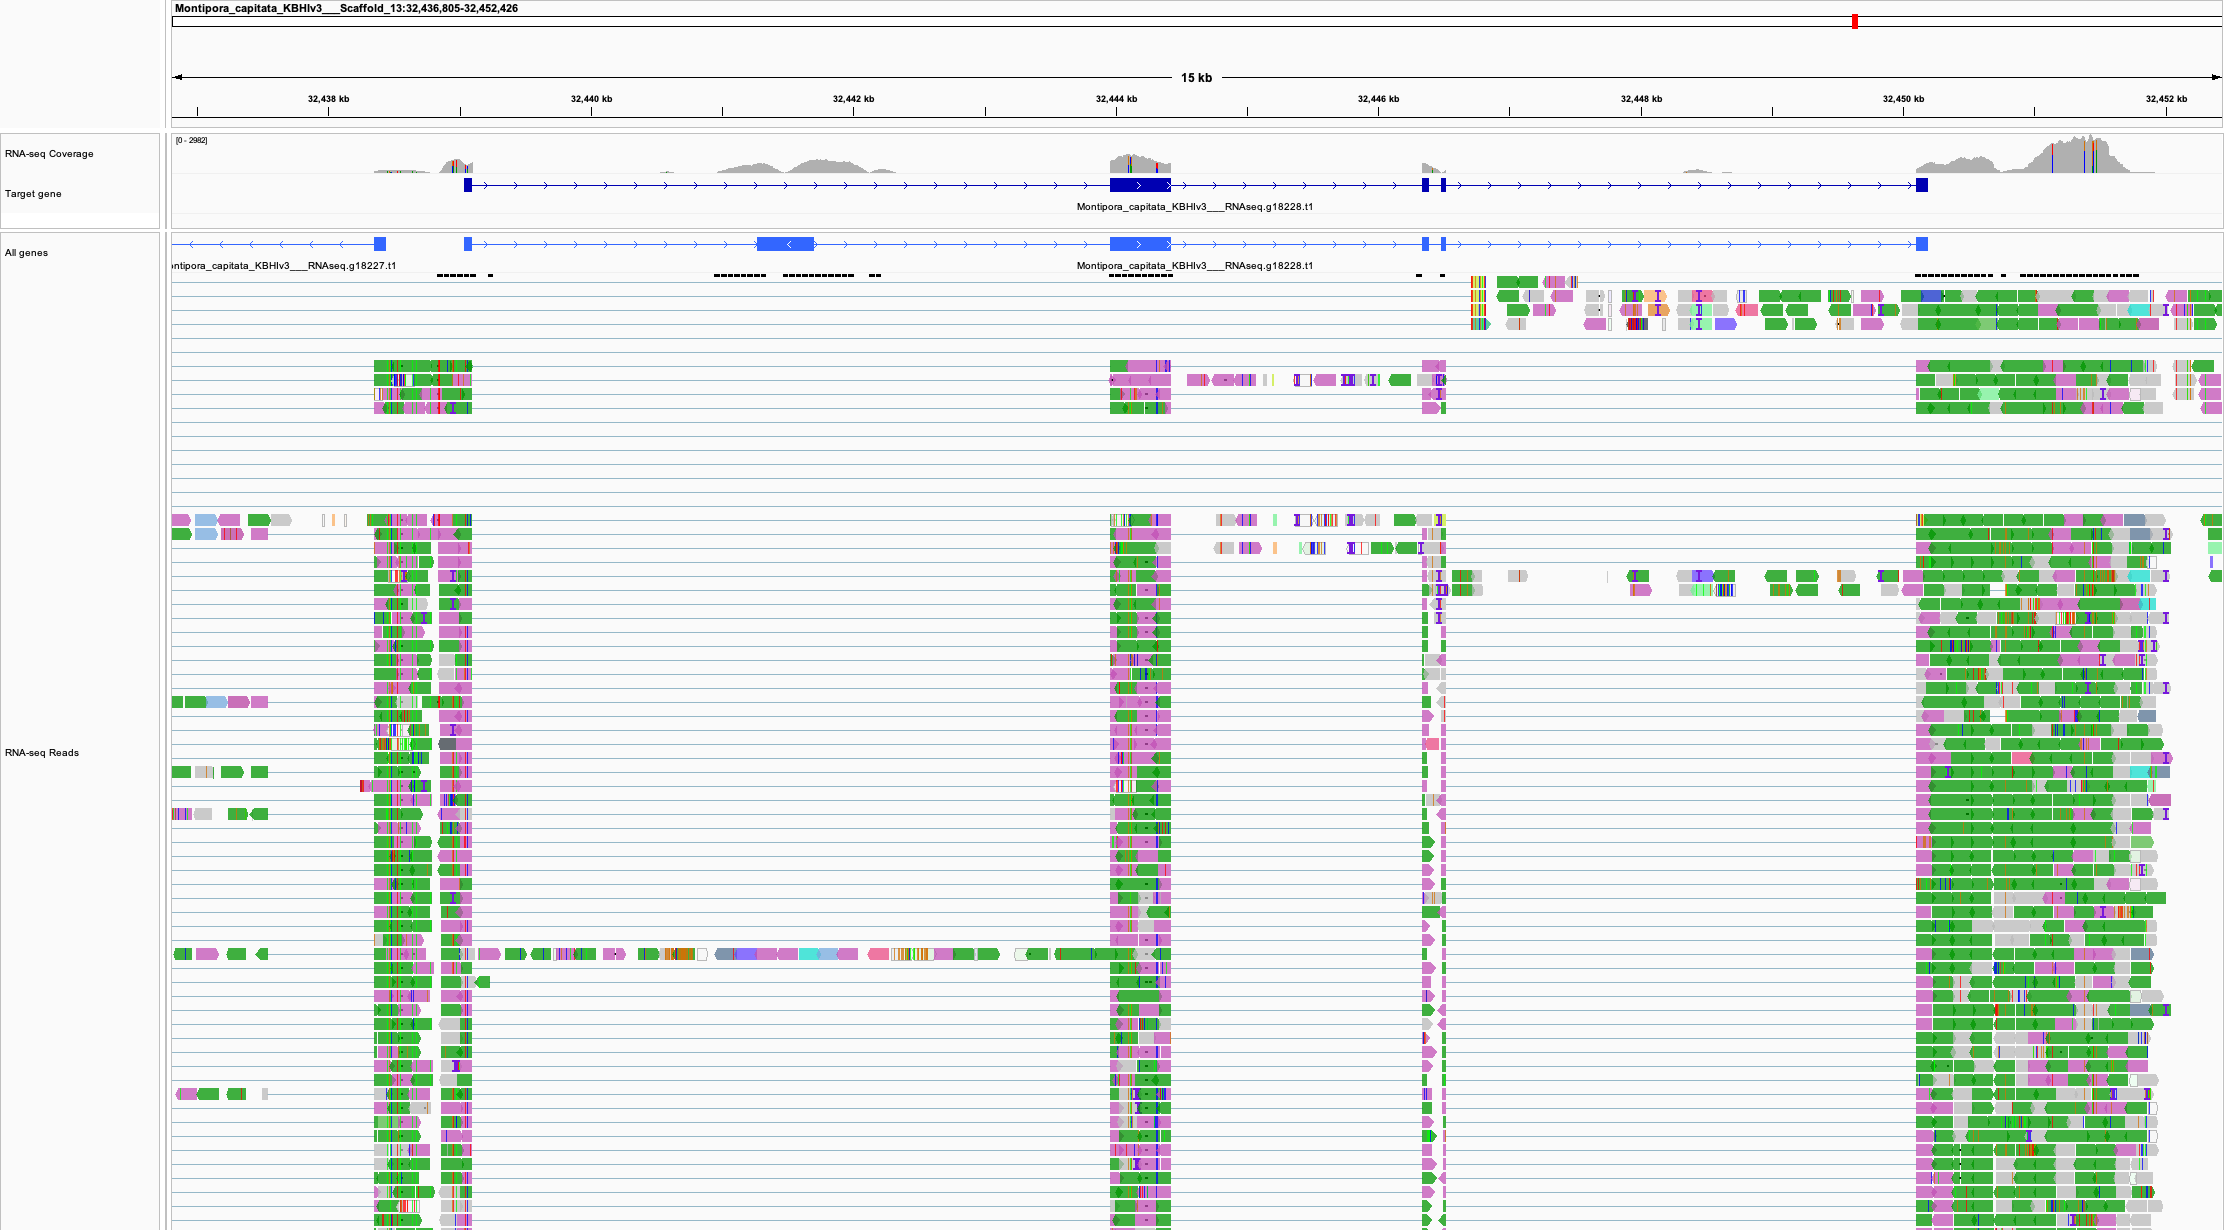 Montipora_capitata_KBHIv3___Scaffold_13:32,436,805-32,452,426
15 kb
32,438 kb 32,440 kb 32,442 kb 32,444 kb 32,446 kb 32,448 kb 32,450 kb 32,452 kb
[0 - 2982]
RNA-seq Coverage
Target gene
Montipora_capitata_KBHIv3___RNAseq.g18228.t1
All genes
ontipora_capitata_KBHIv3___RNAseq.g18227.t1 Montipora_capitata_KBHIv3___RNAseq.g18228.t1
RNA-seq Reads